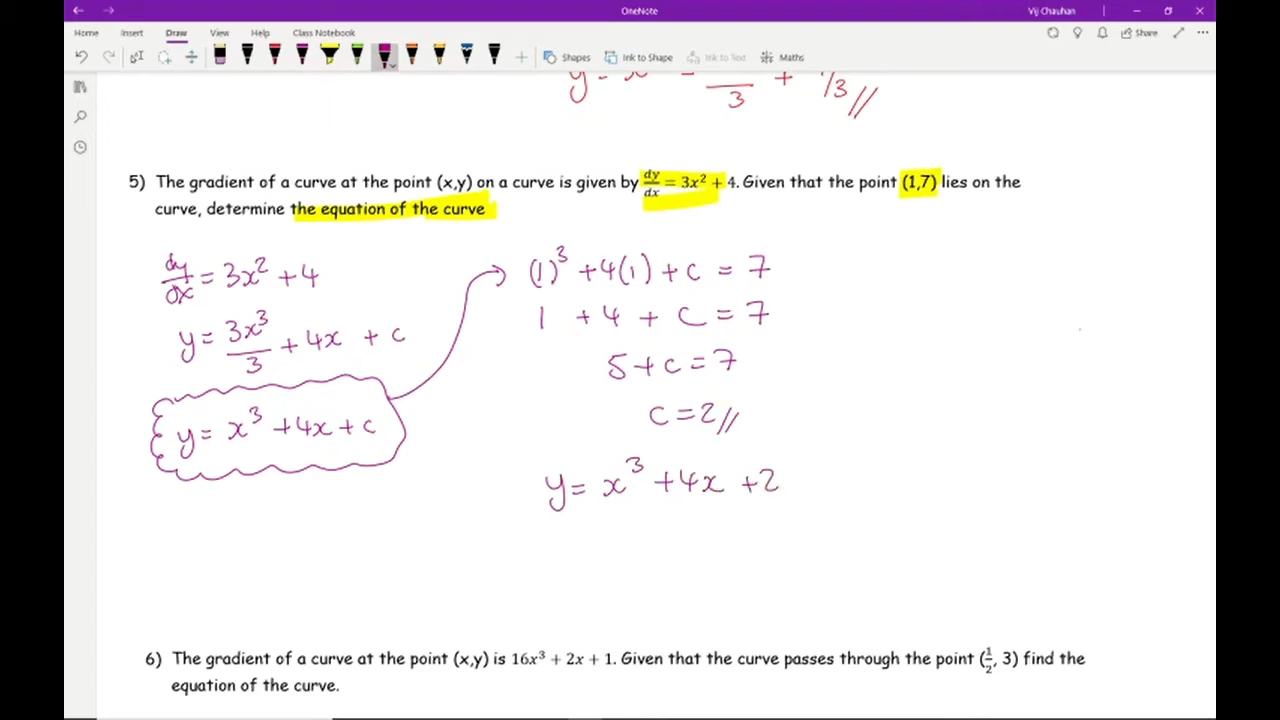 OneNote
Vij Chauhan
Home Insert Draw View Help Class Notebook
Share
Shapes Ink to Shape Ink to Text Maths
3 + 1/3 //
5) The gradient of a curve at the point (x,y) on a curve is given by dy/dx = 3x² + 4. Given that the point (1,7) lies on the
curve, determine the equation of the curve
dy/dx = 3x² + 4
y = 3x³/3 + 4x + c
y = x³ + 4x + c
(1)³ + 4(1) + c = 7
1 + 4 + c = 7
5 + c = 7
c = 2 //
y = x³ + 4x + 2
6) The gradient of a curve at the point (x,y) is 16x³ + 2x + 1. Given that the curve passes through the point (1/2, 3) find the
equation of the curve.